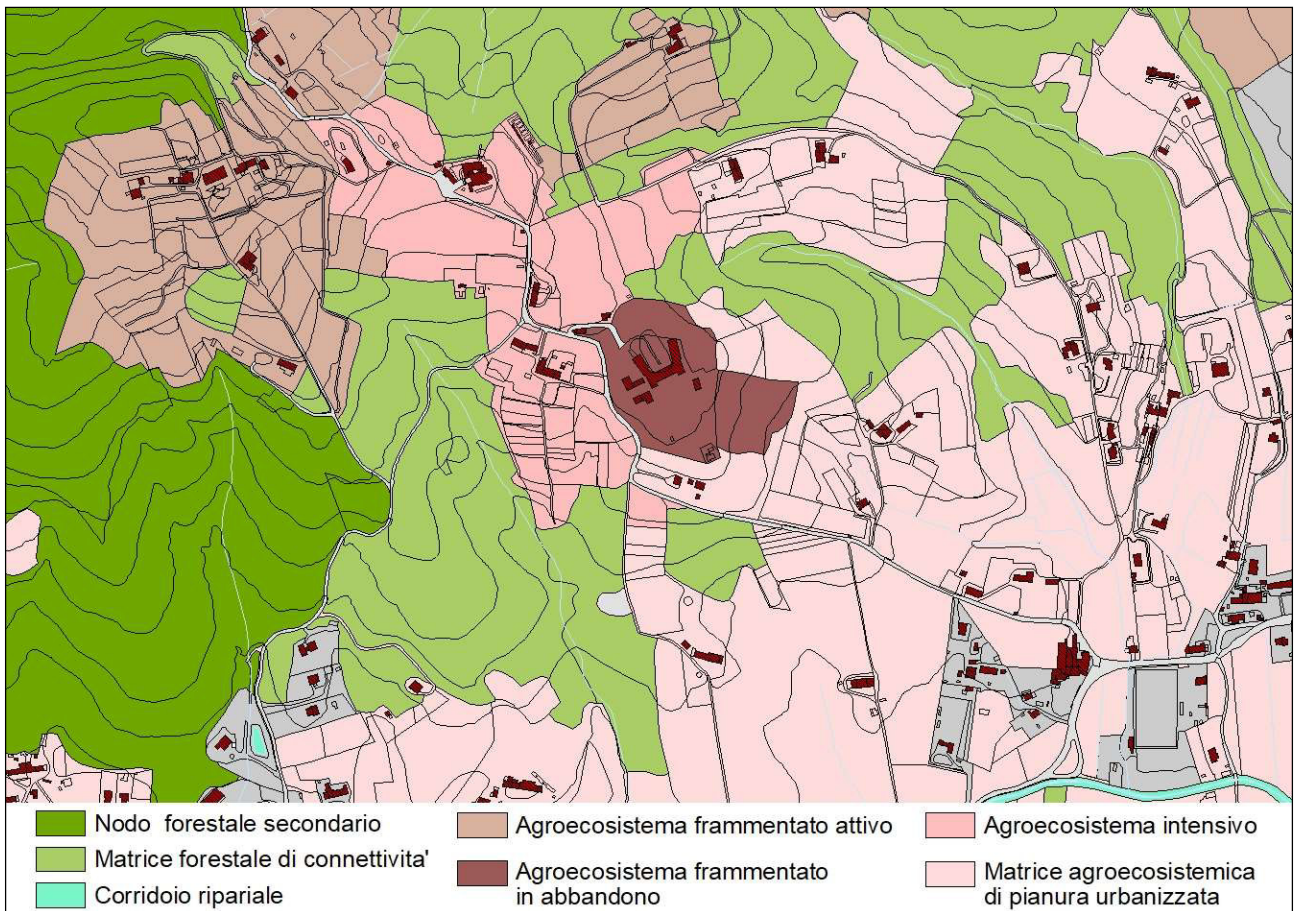 Nodo forestale secondario
Matrice forestale di connettivita'
Corridoio ripariale
Agroecosistema frammentato attivo
Agroecosistema frammentato
in abbandono
Agroecosistema intensivo
Matrice agroecosistemica
di pianura urbanizzata